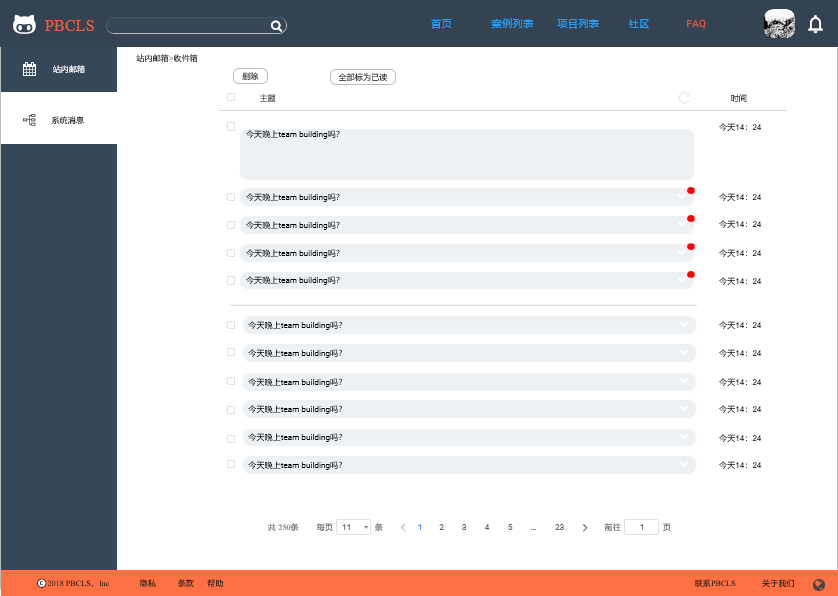 PBCLS
首页 案例列表 项目列表 社区 FAQ
站内邮箱
系统消息
站内邮箱>收件箱
删除 全部标为已读
主题 时间
今天晚上team building吗? 今天14：24
今天晚上team building吗? 今天14：24
今天晚上team building吗? 今天14：24
今天晚上team building吗? 今天14：24
今天晚上team building吗? 今天14：24
今天晚上team building吗? 今天14：24
今天晚上team building吗? 今天14：24
今天晚上team building吗? 今天14：24
今天晚上team building吗? 今天14：24
今天晚上team building吗? 今天14：24
今天晚上team building吗? 今天14：24
共 250条 每页 11 条 1 2 3 4 5 ... 23 前往 1 页
©2018 PBCLS，Inc 隐私 条款 帮助 联系PBCLS 关于我们